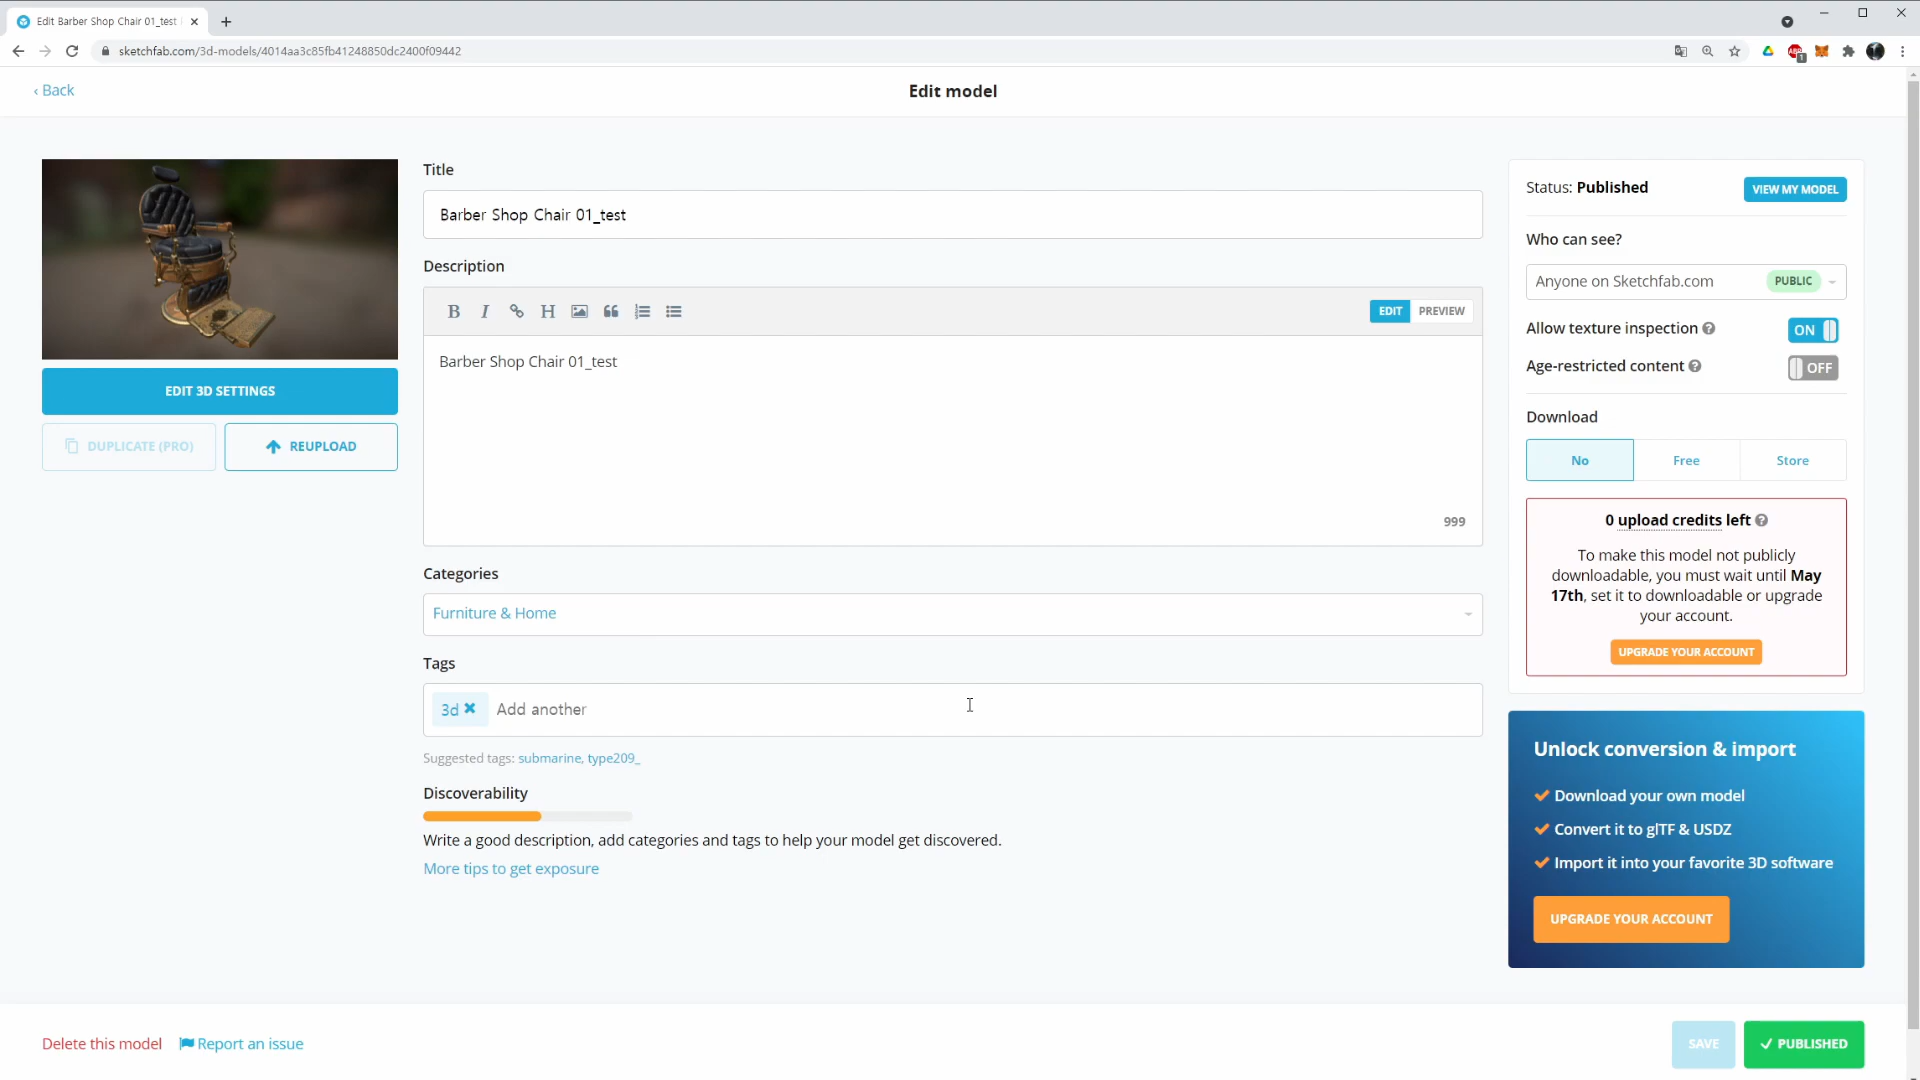 Edit Barber Shop Chair 01_test
sketchfab.com/3d-models/4014aa3c85fb41248850dc2400f09442
ABP
1
‹ Back
Edit model
EDIT 3D SETTINGS
DUPLICATE (PRO)
REUPLOAD
Title
Barber Shop Chair 01_test
Description
B I H
EDIT
PREVIEW
Barber Shop Chair 01_test
999
Categories
Furniture & Home
Tags
3d
Add another
Suggested tags: submarine, type209_
Discoverability
Write a good description, add categories and tags to help your model get discovered.
More tips to get exposure
Status: Published
VIEW MY MODEL
Who can see?
Anyone on Sketchfab.com
PUBLIC
Allow texture inspection ?
ON
Age-restricted content ?
OFF
Download
No
Free
Store
0 upload credits left ?
To make this model not publicly
downloadable, you must wait until May
17th, set it to downloadable or upgrade
your account.
UPGRADE YOUR ACCOUNT
Unlock conversion & import
Download your own model
Convert it to glTF & USDZ
Import it into your favorite 3D software
UPGRADE YOUR ACCOUNT
Delete this model
Report an issue
SAVE
PUBLISHED